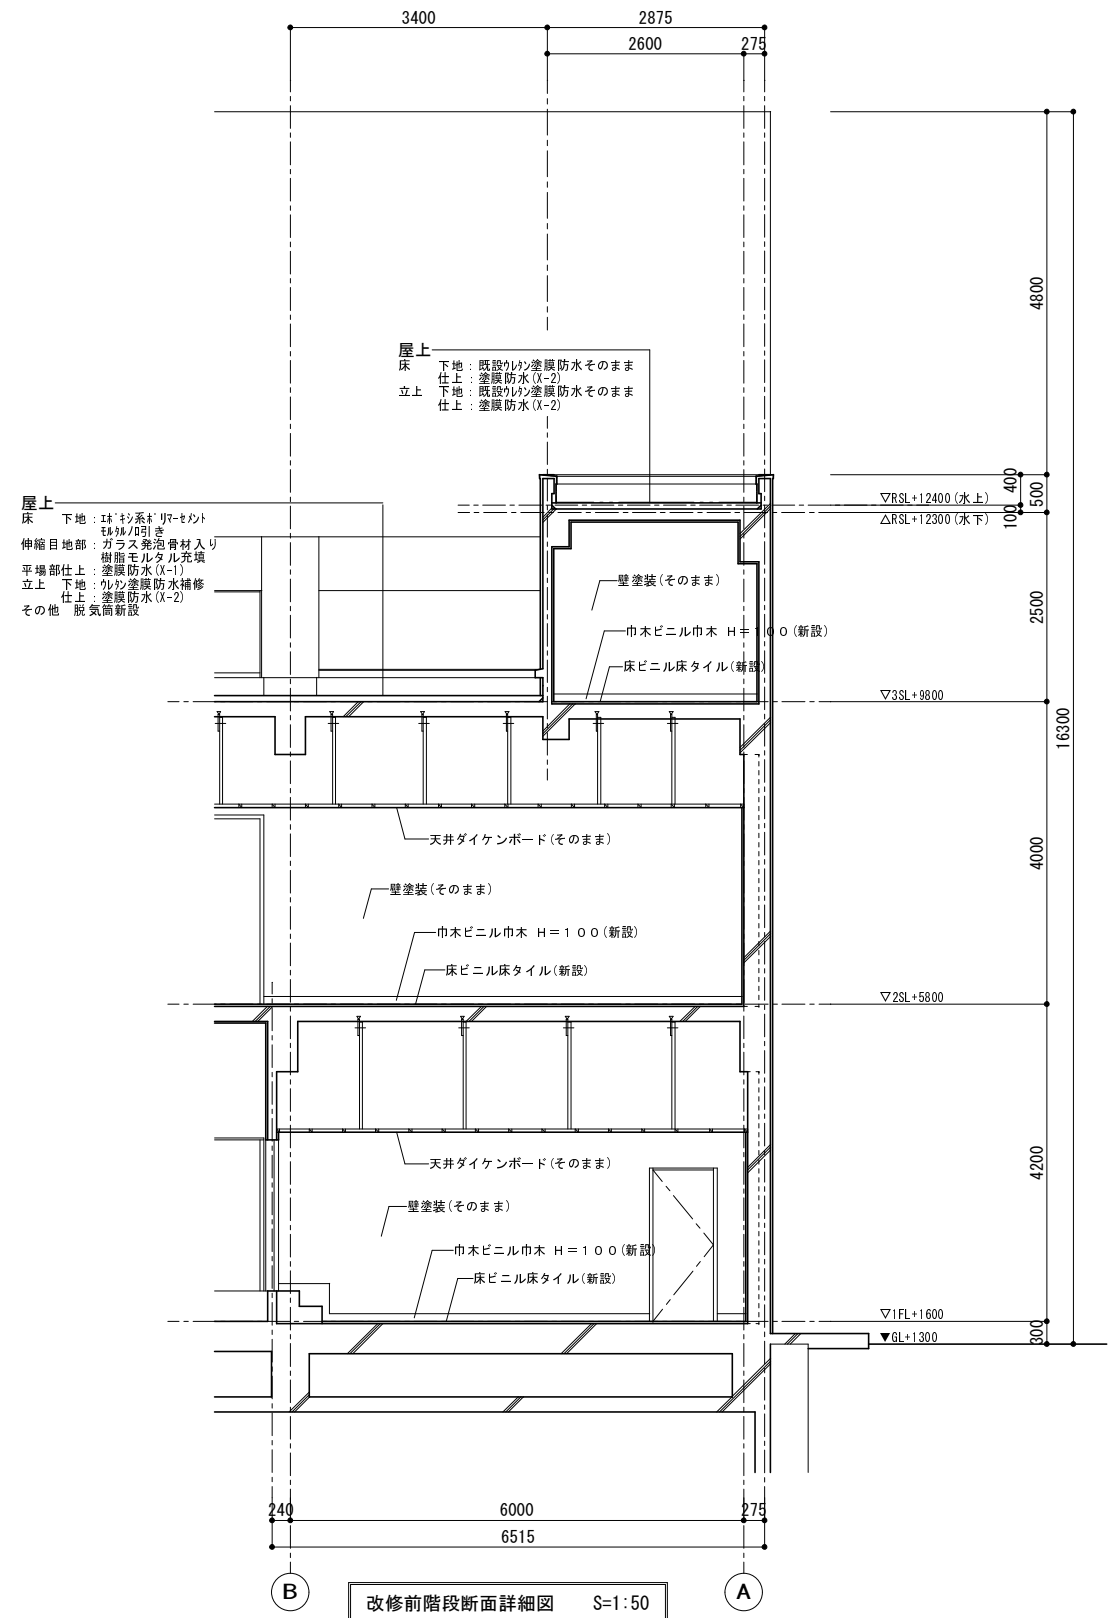 3400
2875
2600
275
4800
屋上
床 下地：既設ｳﾚﾀﾝ塗膜防水そのまま
仕上：塗膜防水(X-2)
立上 下地：既設ｳﾚﾀﾝ塗膜防水そのまま
仕上：塗膜防水(X-2)
400
500
100
▽RSL+12400(水上)
△RSL+12300(水下)
屋上
床 下地：ｴﾎﾟｷｼ系ﾎﾟﾘﾏｰｾﾒﾝﾄ
ﾓﾙﾀﾙﾉﾛ引き
伸縮目地部：ガラス発泡骨材入り
樹脂モルタル充填
平場部仕上：塗膜防水(X-1)
立上 下地：ｳﾚﾀﾝ塗膜防水補修
仕上：塗膜防水(X-2)
その他 脱気筒新設
壁塗装(そのまま)
2500
巾木ビニル巾木 H＝１００(新設)
床ビニル床タイル(新設)
▽3SL+9800
16300
天井ダイケンボード(そのまま)
4000
壁塗装(そのまま)
巾木ビニル巾木 H＝１００(新設)
床ビニル床タイル(新設)
▽2SL+5800
天井ダイケンボード(そのまま)
4200
壁塗装(そのまま)
巾木ビニル巾木 H＝１００(新設)
床ビニル床タイル(新設)
▽1FL+1600
▼GL+1300
300
240
6000
275
6515
B
A
改修前階段断面詳細図 S=1:50